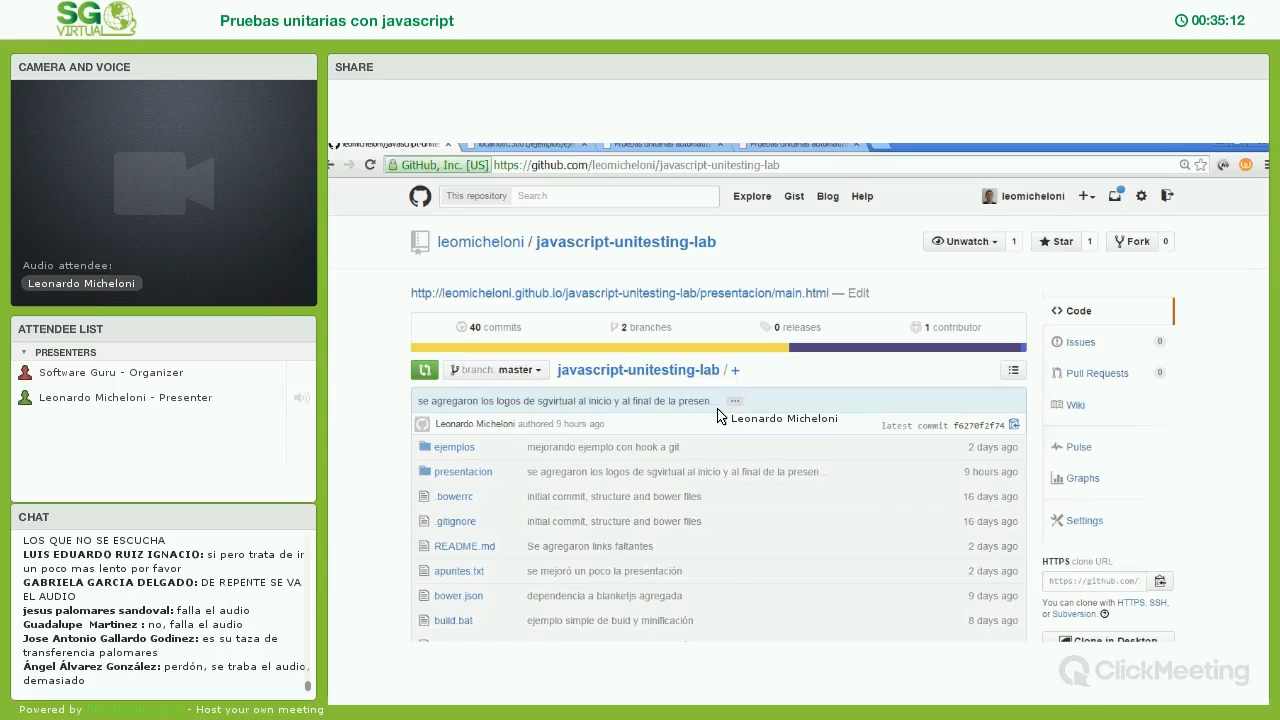 SG VIRTUAL
Pruebas unitarias con javascript
00:35:12
CAMERA AND VOICE
Audio attendee:
Leonardo Micheloni
ATTENDEE LIST
PRESENTERS
Software Guru - Organizer
Leonardo Micheloni - Presenter
CHAT
LOS QUE NO SE ESCUCHA
LUIS EDUARDO RUIZ IGNACIO: si pero trata de ir
un poco mas lento por favor
GABRIELA GARCIA DELGADO: DE REPENTE SE VA
EL AUDIO
jesus palomares sandoval: falla el audio
Guadalupe Martinez : no, falla el audio
Jose Antonio Gallardo Godinez: es su taza de
transferencia palomares
Ángel Álvarez González: perdón, se traba el audio,
demasiado
Powered by ClickMeeting.com - Host your own meeting
SHARE
GitHub, Inc. [US] https://github.com/leomicheloni/javascript-unitesting-lab
This repository Search
Explore Gist Blog Help
leomicheloni
leomicheloni / javascript-unitesting-lab
Unwatch 1
Star 1
Fork 0
http://leomicheloni.github.io/javascript-unitesting-lab/presentacion/main.html — Edit
40 commits
2 branches
0 releases
1 contributor
branch: master
javascript-unitesting-lab / +
se agregaron los logos de sgvirtual al inicio y al final de la presen... ...
Leonardo Micheloni
Leonardo Micheloni authored 9 hours ago
latest commit f6270f2f74
ejemplos mejorando ejemplo con hook a git 2 days ago
presentacion se agregaron los logos de sgvirtual al inicio y al final de la presen... 9 hours ago
.bowerrc initial commit, structure and bower files 16 days ago
.gitignore initial commit, structure and bower files 16 days ago
README.md Se agregaron links faltantes 2 days ago
apuntes.txt se mejoró un poco la presentación 2 days ago
bower.json dependencia a blanketjs agregada 9 days ago
build.bat ejemplo simple de buid y minificación 8 days ago
Code
Issues 0
Pull Requests 0
Wiki
Pulse
Graphs
Settings
HTTPS clone URL
https://github.com/
You can clone with HTTPS, SSH,
or Subversion.
Clone in Desktop
ClickMeeting